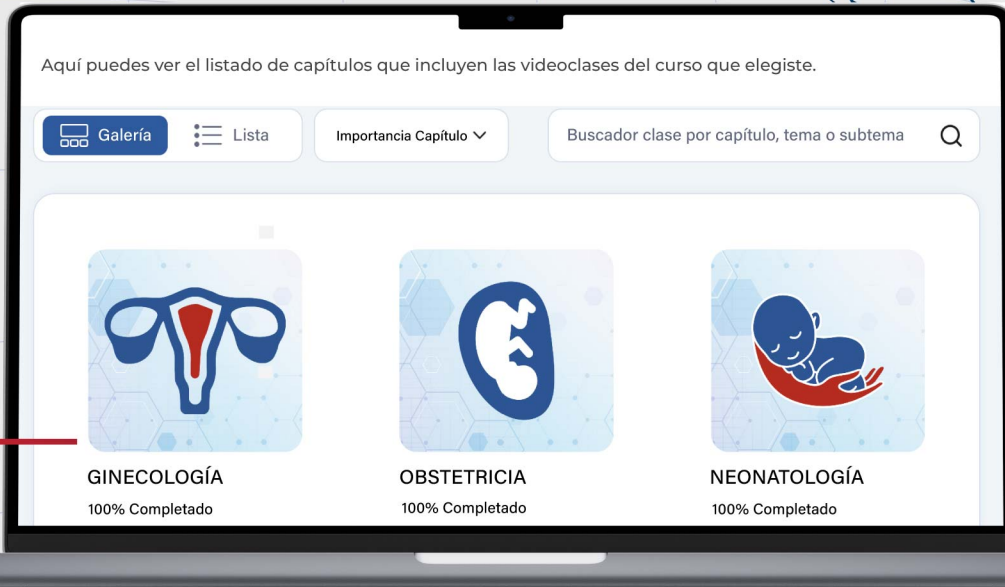 Aquí puedes ver el listado de capítulos que incluyen las videoclases del curso que elegiste.
Galería
Lista
Importancia Capítulo
Buscador clase por capítulo, tema o subtema
GINECOLOGÍA
OBSTETRICIA
NEONATOLOGÍA
100% Completado
100% Completado
100% Completado